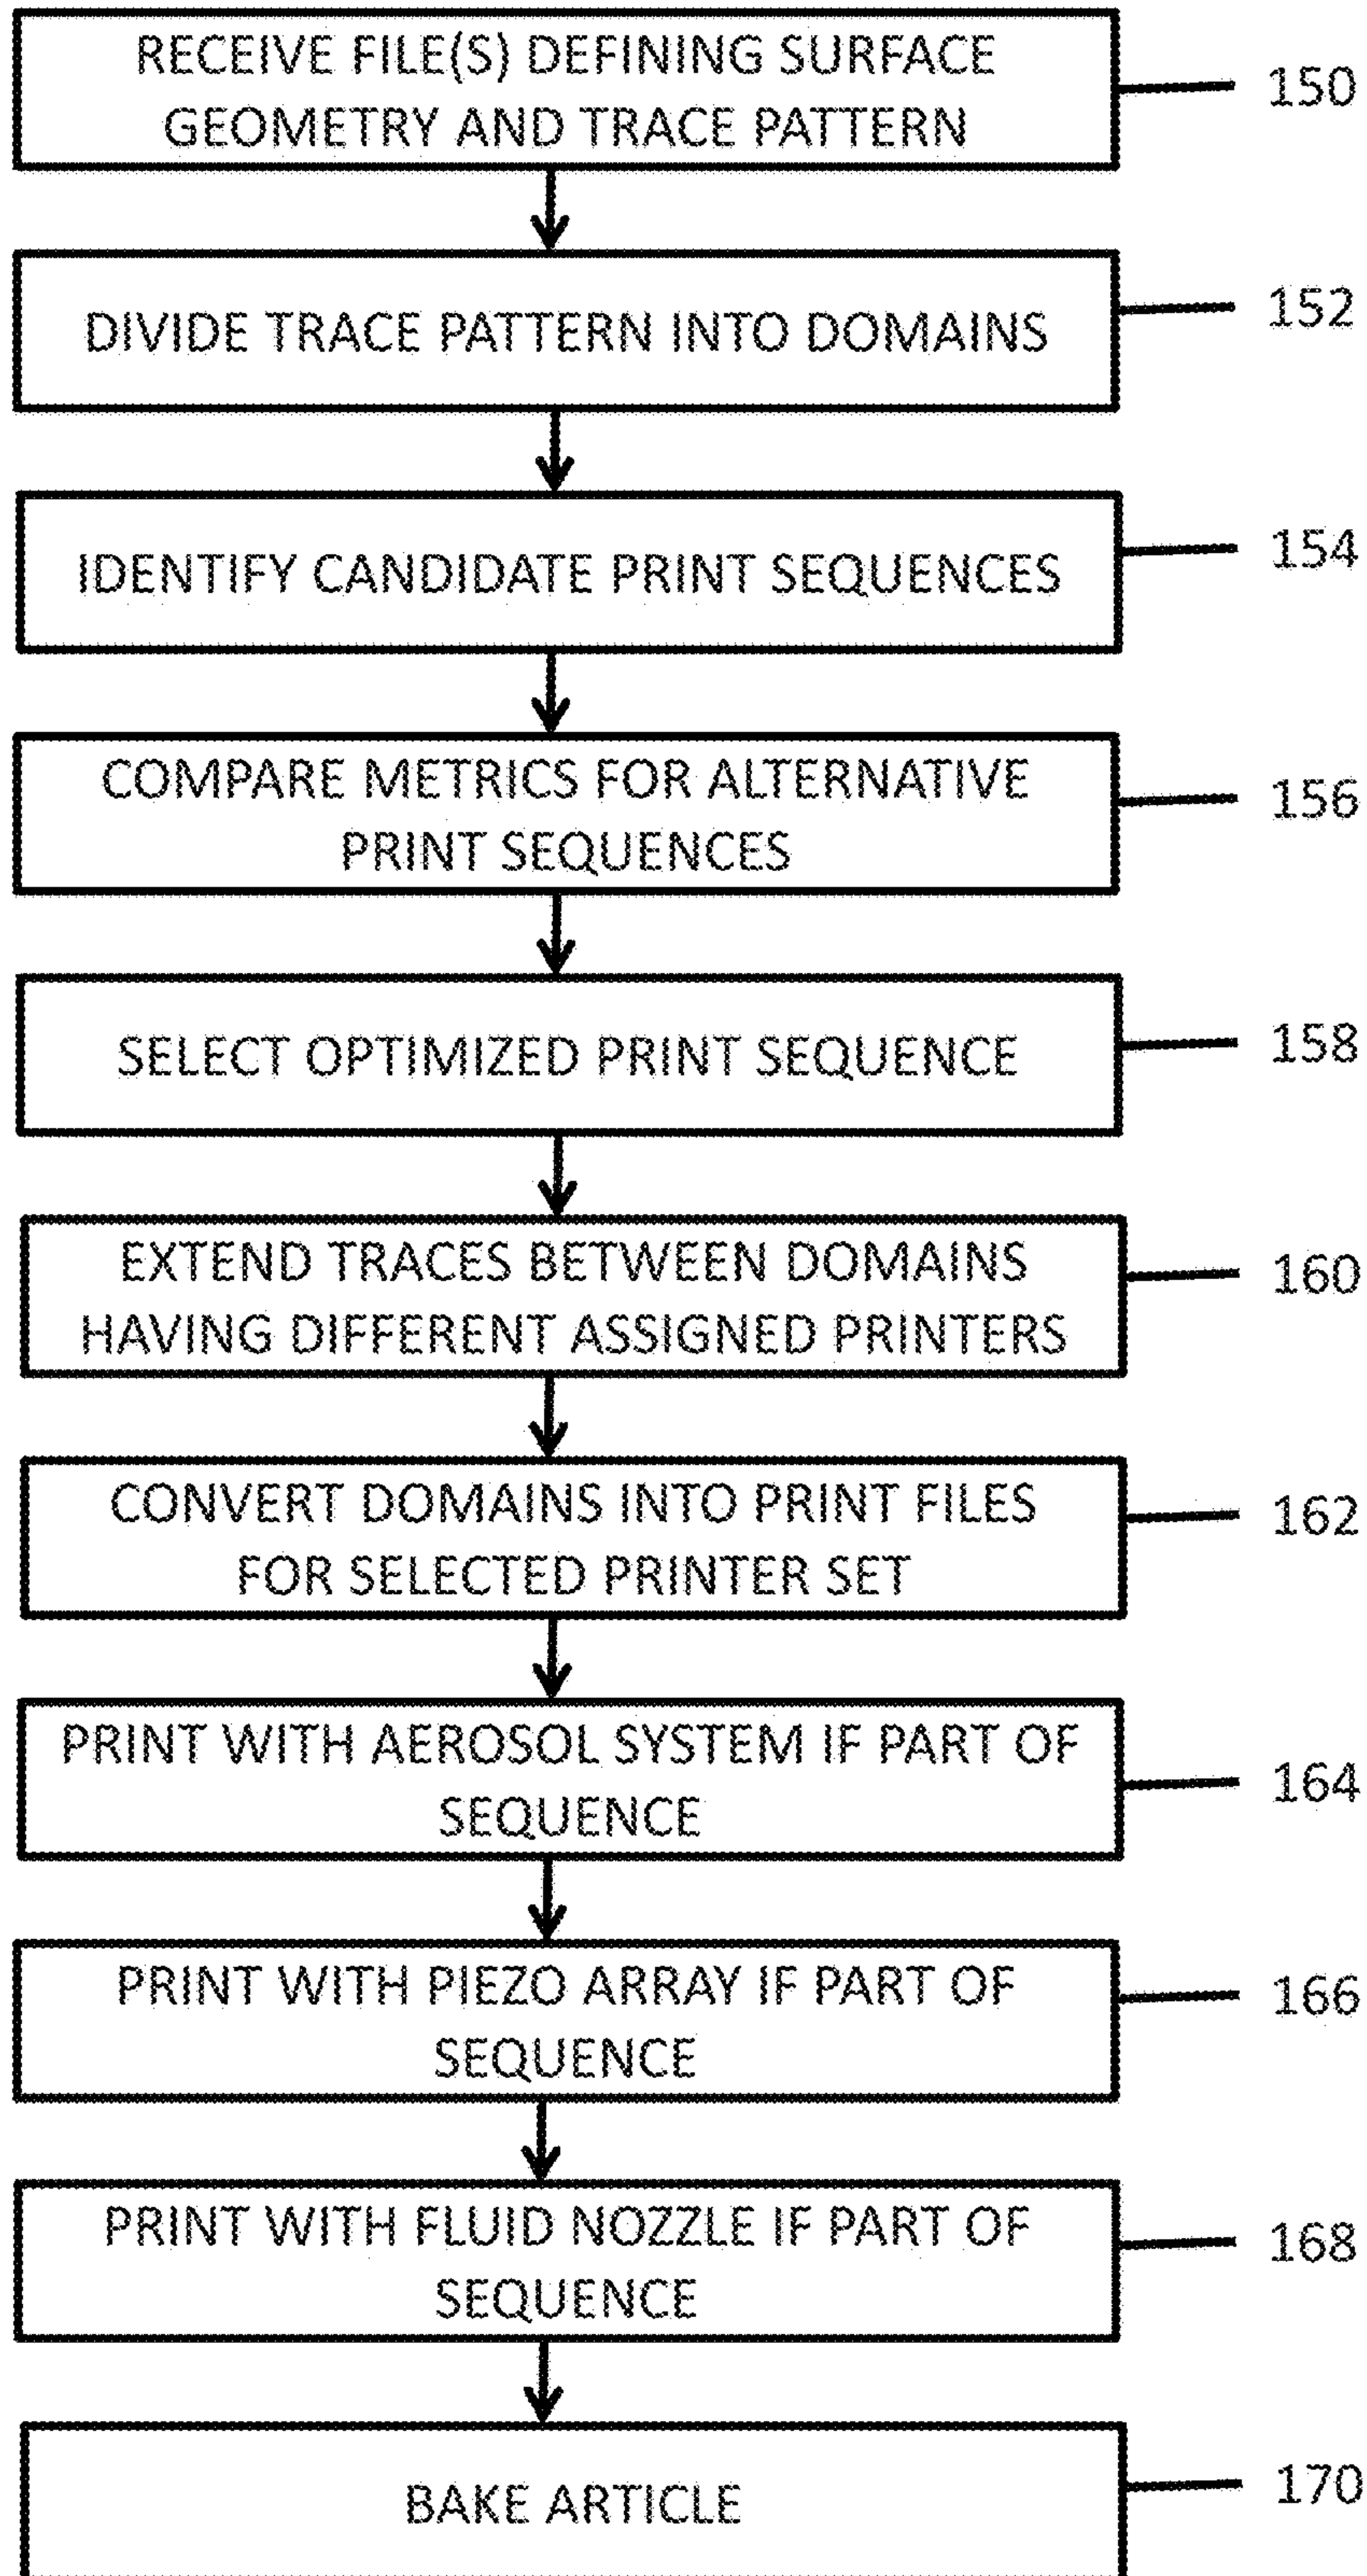 RECEIVE FILE(S) DEFINING SURFACE
GEOMETRY AND TRACE PATTERN
150
DIVIDE TRACE PATTERN INTO DOMAINS
152
IDENTIFY CANDIDATE PRINT SEQUENCES
154
COMPARE METRICS FOR ALTERNATIVE
PRINT SEQUENCES
156
SELECT OPTIMIZED PRINT SEQUENCE
158
EXTEND TRACES BETWEEN DOMAINS
HAVING DIFFERENT ASSIGNED PRINTERS
160
CONVERT DOMAINS INTO PRINT FILES
FOR SELECTED PRINTER SET
162
PRINT WITH AEROSOL SYSTEM IF PART OF
SEQUENCE
164
PRINT WITH PIEZO ARRAY IF PART OF
SEQUENCE
166
PRINT WITH FLUID NOZZLE IF PART OF
SEQUENCE
168
BAKE ARTICLE
170